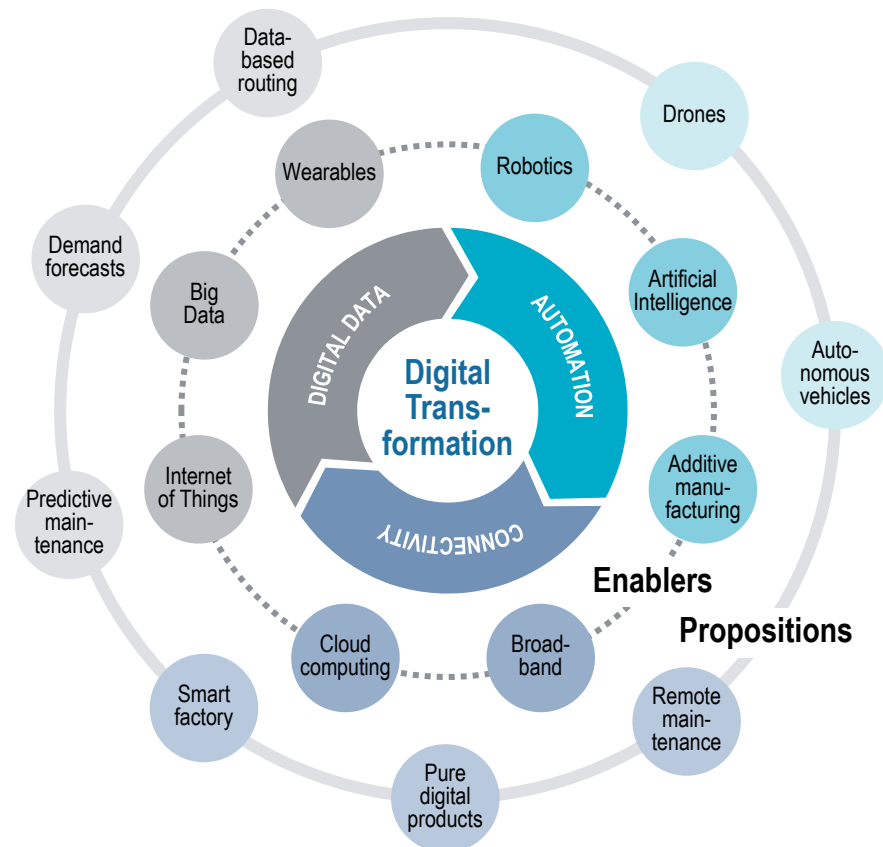 Data-
based
routing
Drones
Wearables
Robotics
Demand
forecasts
Big
Data
Artificial
Intelligence
DIGITAL DATA
AUTOMATION
Digital
Trans-
formation
Auto-
nomous
vehicles
Internet
of Things
Additive
manu-
facturing
Predictive
main-
tenance
CONNECTIVITY
Enablers
Propositions
Cloud
computing
Broad-
band
Smart
factory
Remote
main-
tenance
Pure
digital
products